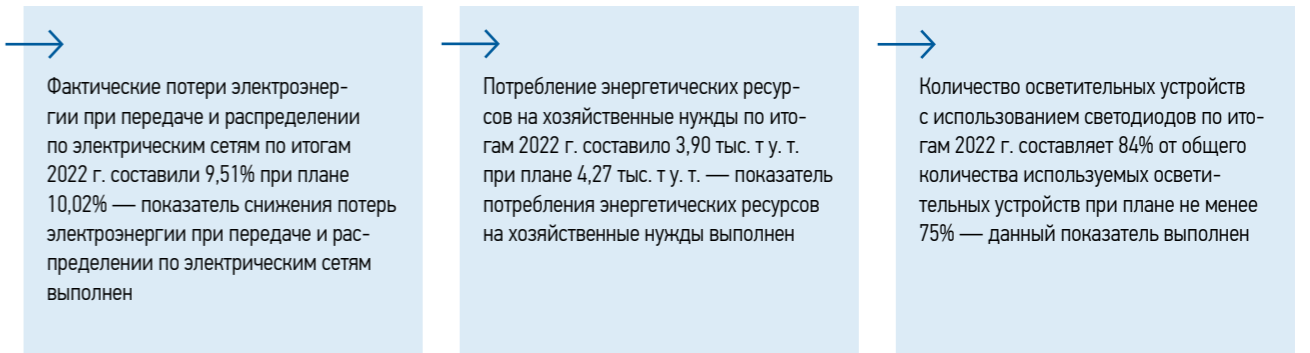 Фактические потери электроэнер-
гии при передаче и распределении
по электрическим сетям по итогам
2022 г. составили 9,51% при плане
10,02% — показатель снижения потерь
электроэнергии при передаче и рас-
пределении по электрическим сетям
выполнен
Потребление энергетических ресур-
сов на хозяйственные нужды по ито-
гам 2022 г. составило 3,90 тыс. т у. т.
при плане 4,27 тыс. т у. т. — показатель
потребления энергетических ресурсов
на хозяйственные нужды выполнен
Количество осветительных устройств
с использованием светодиодов по ито-
гам 2022 г. составляет 84% от общего
количества используемых освети-
тельных устройств при плане не менее
75% — данный показатель выполнен